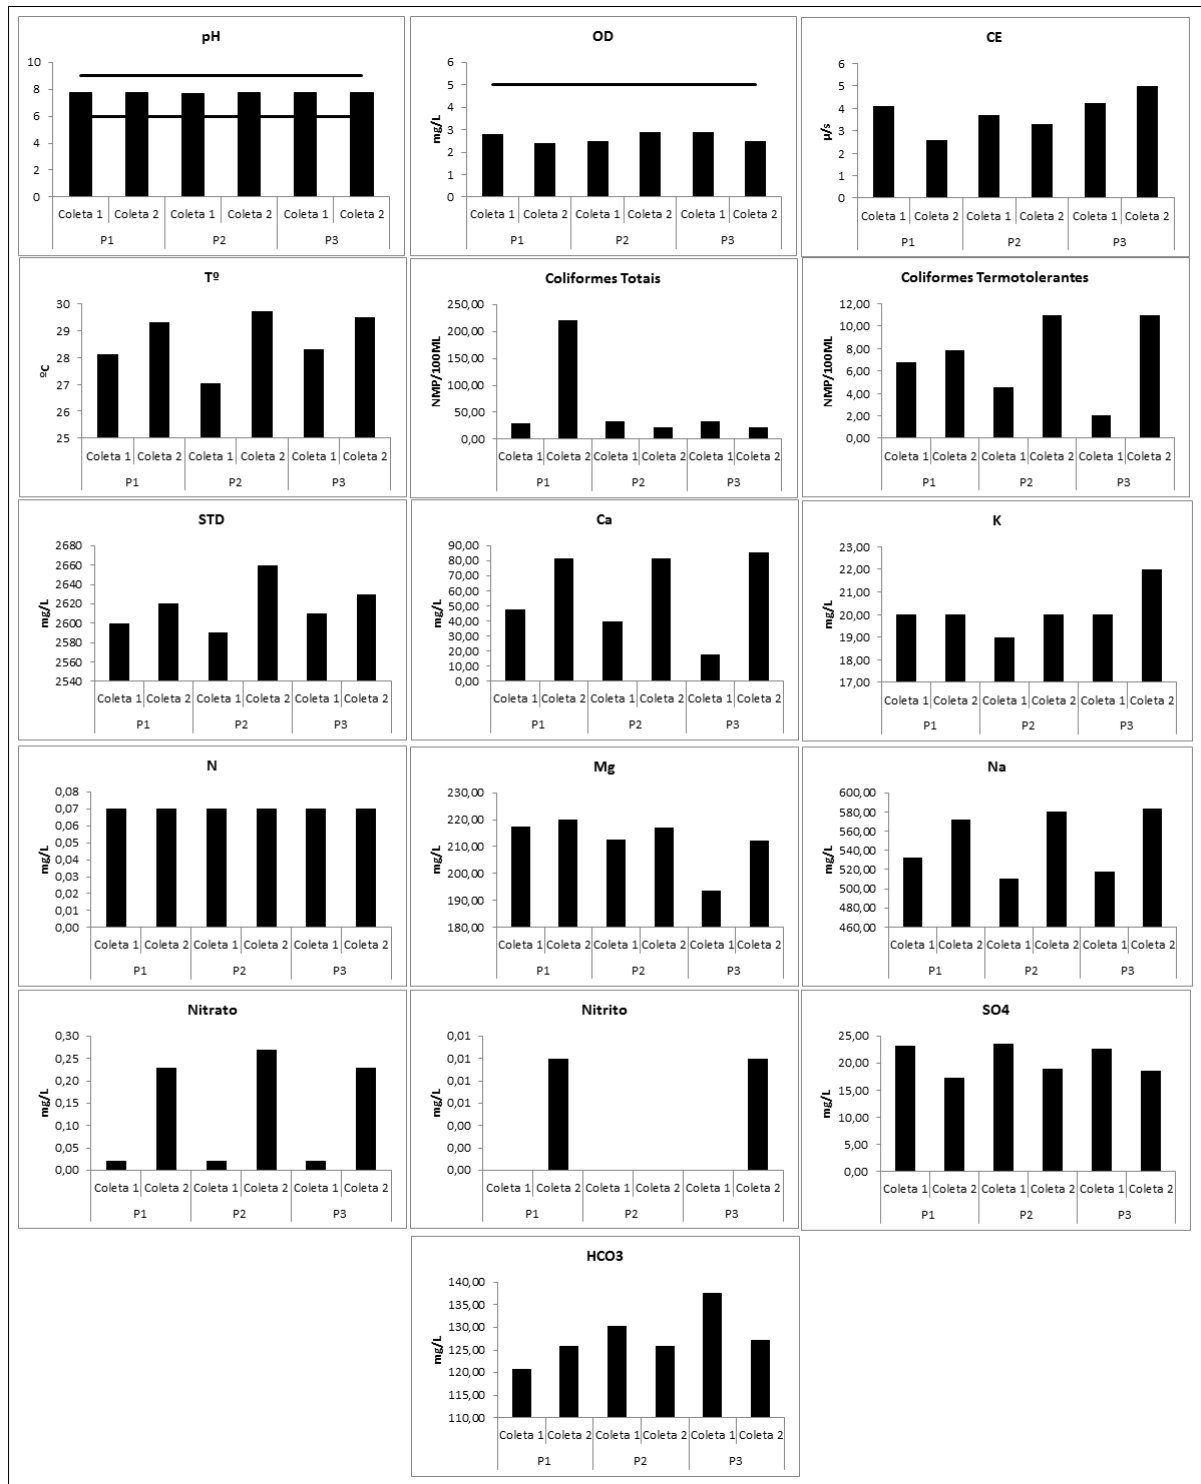 pH
10
8
6
4
2
0
Coleta 1 Coleta 2 Coleta 1 Coleta 2 Coleta 1 Coleta 2
P1 P2 P3
OD
mg/L
6
5
4
3
2
1
0
Coleta 1 Coleta 2 Coleta 1 Coleta 2 Coleta 1 Coleta 2
P1 P2 P3
CE
µ/s
6
5
4
3
2
1
0
Coleta 1 Coleta 2 Coleta 1 Coleta 2 Coleta 1 Coleta 2
P1 P2 P3
Tº
ºC
30
29
28
27
26
25
Coleta 1 Coleta 2 Coleta 1 Coleta 2 Coleta 1 Coleta 2
P1 P2 P3
Coliformes Totais
NMP/100ML
250,00
200,00
150,00
100,00
50,00
0,00
Coleta 1 Coleta 2 Coleta 1 Coleta 2 Coleta 1 Coleta 2
P1 P2 P3
Coliformes Termotolerantes
NMP/100ML
12,00
10,00
8,00
6,00
4,00
2,00
0,00
Coleta 1 Coleta 2 Coleta 1 Coleta 2 Coleta 1 Coleta 2
P1 P2 P3
STD
mg/L
2680
2660
2640
2620
2600
2580
2560
2540
Coleta 1 Coleta 2 Coleta 1 Coleta 2 Coleta 1 Coleta 2
P1 P2 P3
Ca
mg/L
90,00
80,00
70,00
60,00
50,00
40,00
30,00
20,00
10,00
0,00
Coleta 1 Coleta 2 Coleta 1 Coleta 2 Coleta 1 Coleta 2
P1 P2 P3
K
mg/L
23,00
22,00
21,00
20,00
19,00
18,00
17,00
Coleta 1 Coleta 2 Coleta 1 Coleta 2 Coleta 1 Coleta 2
P1 P2 P3
N
mg/L
0,08
0,07
0,06
0,05
0,04
0,03
0,02
0,01
0,00
Coleta 1 Coleta 2 Coleta 1 Coleta 2 Coleta 1 Coleta 2
P1 P2 P3
Mg
mg/L
230,00
220,00
210,00
200,00
190,00
180,00
Coleta 1 Coleta 2 Coleta 1 Coleta 2 Coleta 1 Coleta 2
P1 P2 P3
Na
mg/L
600,00
580,00
560,00
540,00
520,00
500,00
480,00
460,00
Coleta 1 Coleta 2 Coleta 1 Coleta 2 Coleta 1 Coleta 2
P1 P2 P3
Nitrato
mg/L
0,30
0,25
0,20
0,15
0,10
0,05
0,00
Coleta 1 Coleta 2 Coleta 1 Coleta 2 Coleta 1 Coleta 2
P1 P2 P3
Nitrito
mg/L
0,01
0,01
0,01
0,01
0,00
0,00
0,00
Coleta 1 Coleta 2 Coleta 1 Coleta 2 Coleta 1 Coleta 2
P1 P2 P3
SO4
mg/L
25,00
20,00
15,00
10,00
5,00
0,00
Coleta 1 Coleta 2 Coleta 1 Coleta 2 Coleta 1 Coleta 2
P1 P2 P3
HCO3
mg/L
140,00
135,00
130,00
125,00
120,00
115,00
110,00
Coleta 1 Coleta 2 Coleta 1 Coleta 2 Coleta 1 Coleta 2
P1 P2 P3